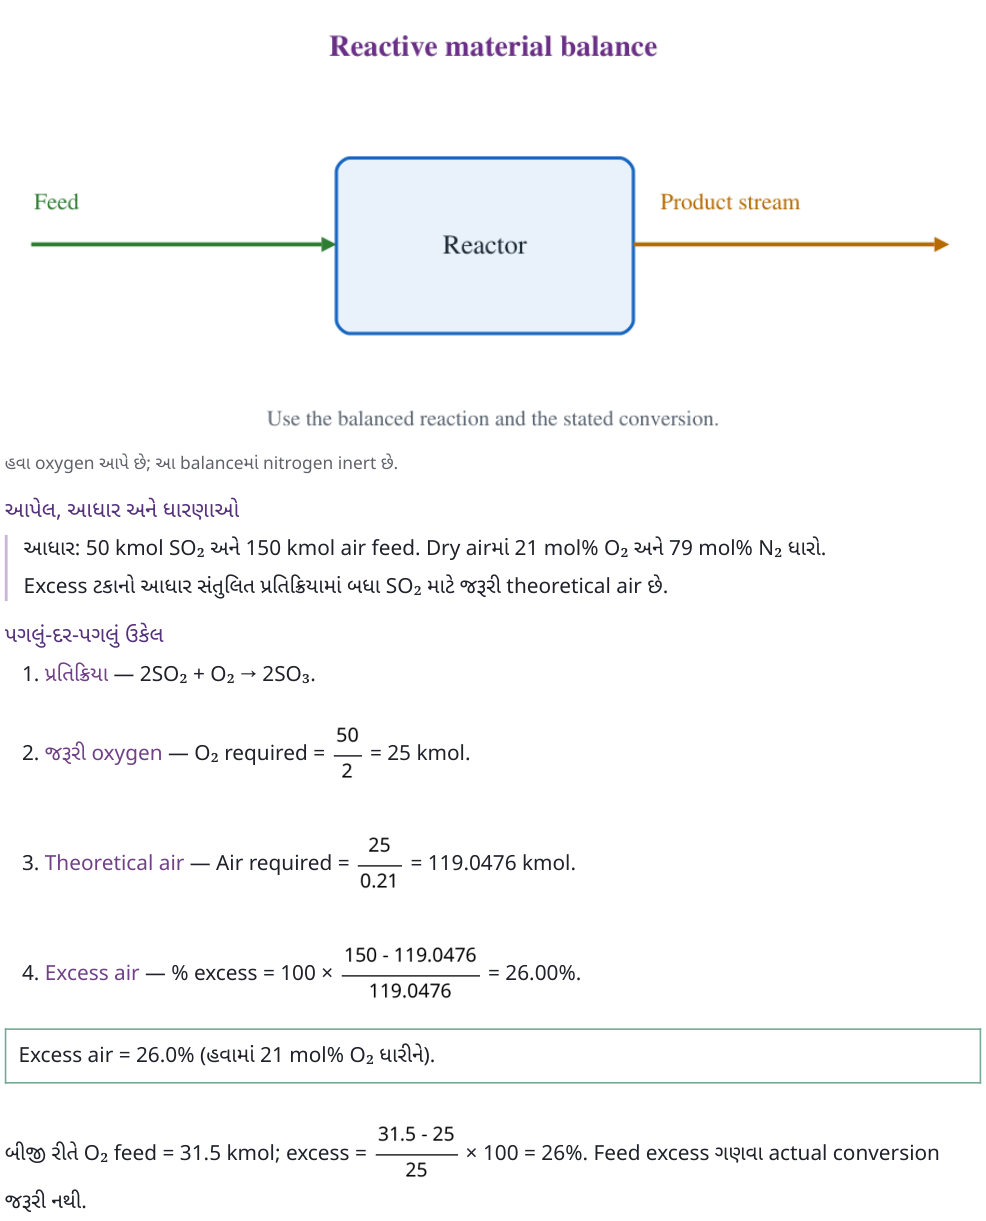 Reactive material balance
Feed
Product stream
Reactor
Use the balanced reaction and the stated conversion.
હવા oxygen આપે છે; આ balanceમાં nitrogen inert છે.
આપેલ, આધાર અને ધારણાઓ
આધાર: 50 kmol SO₂ અને 150 kmol air feed. Dry airમાં 21 mol% O₂ અને 79 mol% N₂ ધારો.
Excess ટકાનો આધાર સંતુલિત પ્રતિક્રિયામાં બધા SO₂ માટે જરૂરી theoretical air છે.
પગલું-દર-પગલું ઉકેલ
1. પ્રતિક્રિયા — 2SO₂ + O₂ → 2SO₃.
2. જરૂરી oxygen — O₂ required = 50/2 = 25 kmol.
3. Theoretical air — Air required = 25/0.21 = 119.0476 kmol.
4. Excess air — % excess = 100 × (150 - 119.0476)/119.0476 = 26.00%.
Excess air = 26.0% (હવામાં 21 mol% O₂ ધારીને).
બીજી રીતે O₂ feed = 31.5 kmol; excess = (31.5 - 25)/25 × 100 = 26%. Feed excess ગણવા actual conversion
જરૂરી નથી.